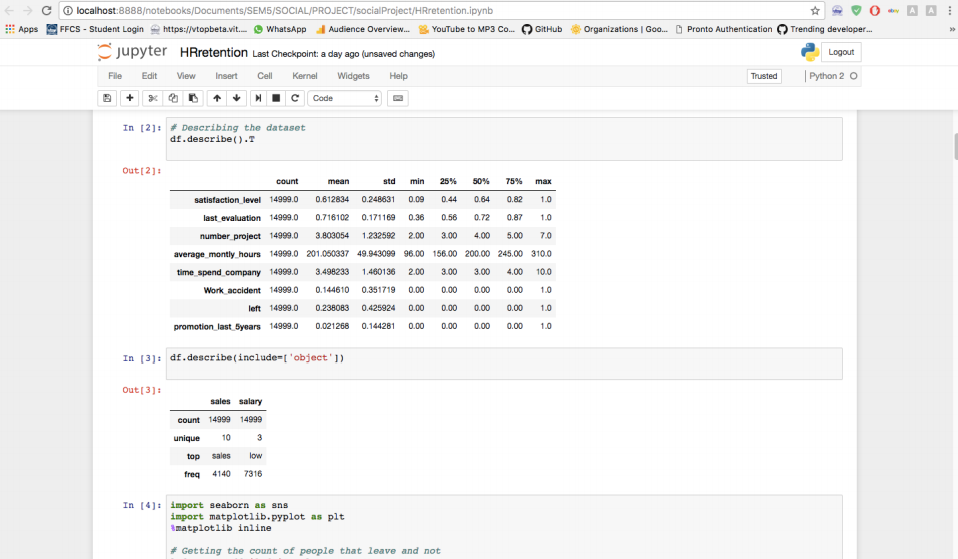 localhost:8888/notebooks/Documents/SEM5/SOCIAL/PROJECT/socialProject/HRretention.ipynb
Apps FFCS - Student Login https://vtopbeta.vit.... WhatsApp Audience Overview... YouTube to MP3 Co... GitHub Organizations | Goo... Pronto Authentication Trending developer... »
jupyter HRretention Last Checkpoint: a day ago (unsaved changes) Logout
File Edit View Insert Cell Kernel Widgets Help Trusted Python 2
Code
In [2]: # Describing the dataset
df.describe().T
Out[2]:
count mean std min 25% 50% 75% max
satisfaction_level 14999.0 0.612834 0.248631 0.09 0.44 0.64 0.82 1.0
last_evaluation 14999.0 0.716102 0.171169 0.36 0.56 0.72 0.87 1.0
number_project 14999.0 3.803054 1.232592 2.00 3.00 4.00 5.00 7.0
average_montly_hours 14999.0 201.050337 49.943099 96.00 156.00 200.00 245.00 310.0
time_spend_company 14999.0 3.498233 1.460136 2.00 3.00 3.00 4.00 10.0
Work_accident 14999.0 0.144610 0.351719 0.00 0.00 0.00 0.00 1.0
left 14999.0 0.238083 0.425924 0.00 0.00 0.00 0.00 1.0
promotion_last_5years 14999.0 0.021268 0.144281 0.00 0.00 0.00 0.00 1.0
In [3]: df.describe(include=['object'])
Out[3]:
sales salary
count 14999 14999
unique 10 3
top sales low
freq 4140 7316
In [4]: import seaborn as sns
import matplotlib.pyplot as plt
%matplotlib inline
# Getting the count of people that leave and not